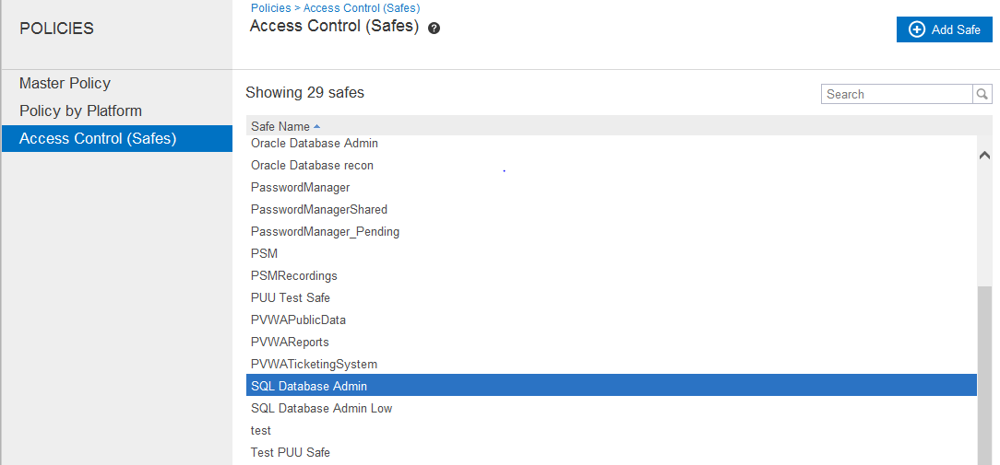 POLICIES
Master Policy
Policy by Platform
Access Control (Safes)
Policies > Access Control (Safes)
Access Control (Safes) ?
Add Safe
Showing 29 safes
Search
Safe Name
Oracle Database Admin
Oracle Database recon
PasswordManager
PasswordManagerShared
PasswordManager_Pending
PSM
PSMRecordings
PUU Test Safe
PVWAPublicData
PVWAReports
PVWATicketingSystem
SQL Database Admin
SQL Database Admin Low
test
Test PUU Safe